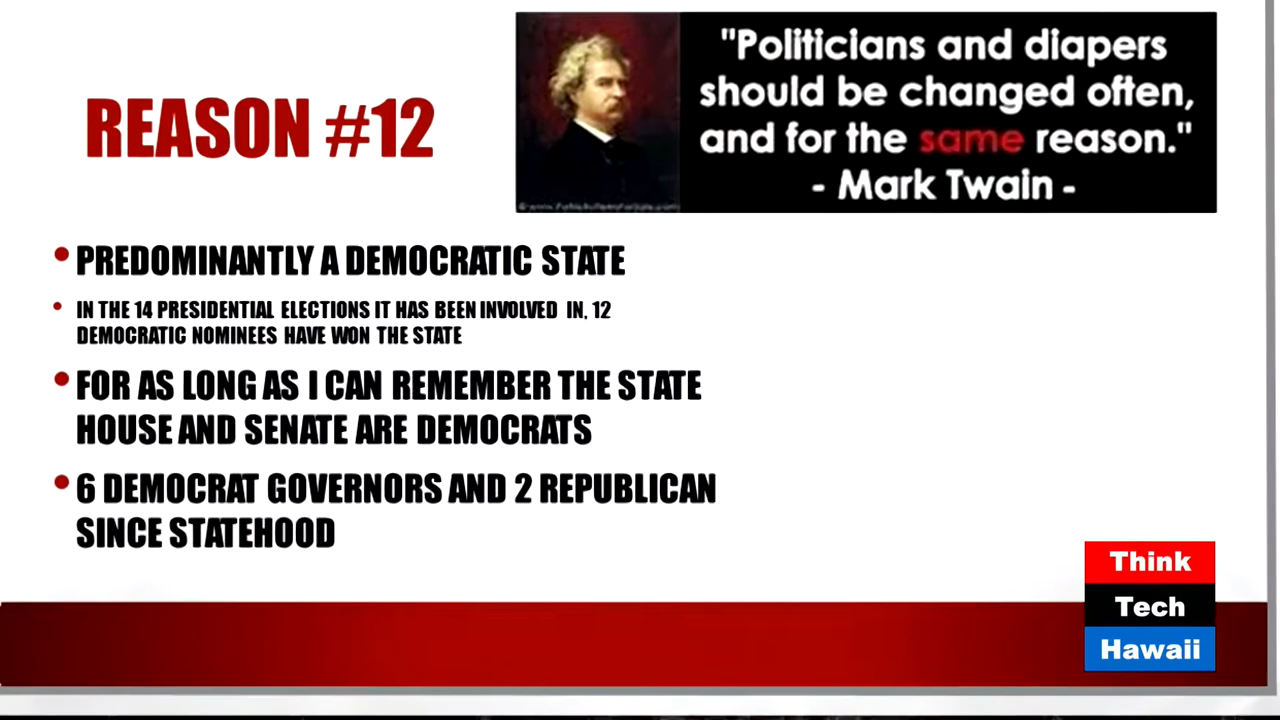 REASON #12
"Politicians and diapers
should be changed often,
and for the same reason."
- Mark Twain -
• PREDOMINANTLY A DEMOCRATIC STATE
• IN THE 14 PRESIDENTIAL ELECTIONS IT HAS BEEN INVOLVED IN, 12
DEMOCRATIC NOMINEES HAVE WON THE STATE
• FOR AS LONG AS I CAN REMEMBER THE STATE
HOUSE AND SENATE ARE DEMOCRATS
• 6 DEMOCRAT GOVERNORS AND 2 REPUBLICAN
SINCE STATEHOOD
Think
Tech
Hawaii